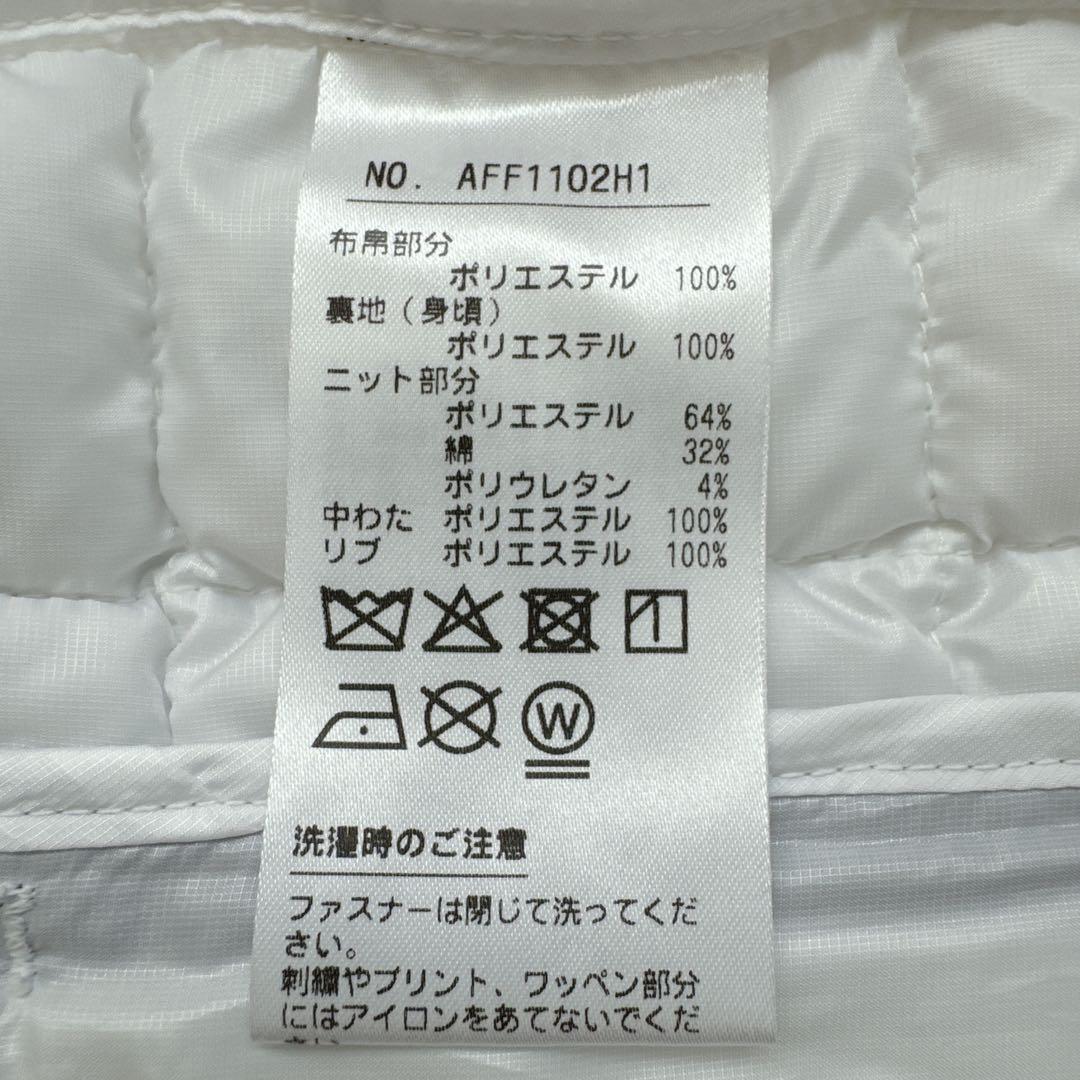 NO. AFF1102H1
布帛部分
ポリエステル 100%
裏地(身頃)
ポリエステル 100%
ニット部分
ポリエステル 64%
綿 32%
ポリウレタン 4%
中わた ポリエステル 100%
リブ ポリエステル 100%
W
洗濯時のご注意
ファスナーは閉じて洗ってくだ
さい。
刺繍やプリント、ワッペン部分
にはアイロンをあてないでくだ